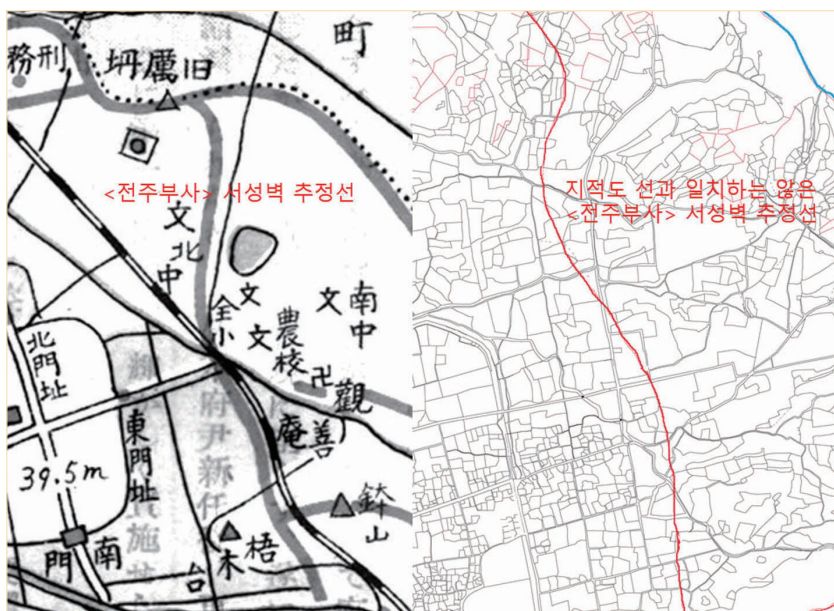 町
旧厲坍
刑務
<전주부사> 서성벽 추정선
文北中
文
文
全小
文
南中
農校
卍
觀善庵
北門址
東門址
39.5m
南門
鉢山
梧木台
府尹新任
지적도 선과 일치하는 않은
<전주부사> 서성벽 추정선